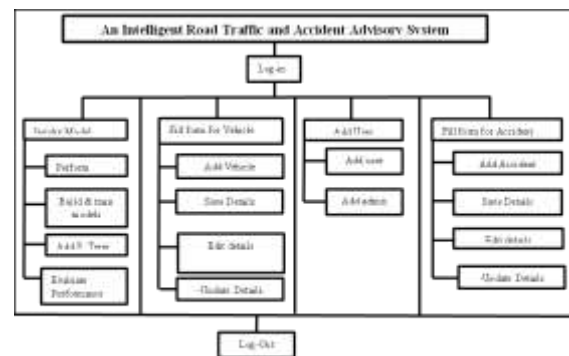 An Intelligent Road Traffic and Accident Advisory System
Log-in
Model
Perform
Build & train
models
Add
Evaluate
Performance
Fill form for Vehicle
Add Vehicle
Save Details
Edit details
-Update Details
Add User
Add user
Add admin
Fill form for Accident
Add Accident
Save Details
Edit details
-Update Details
Log-Out